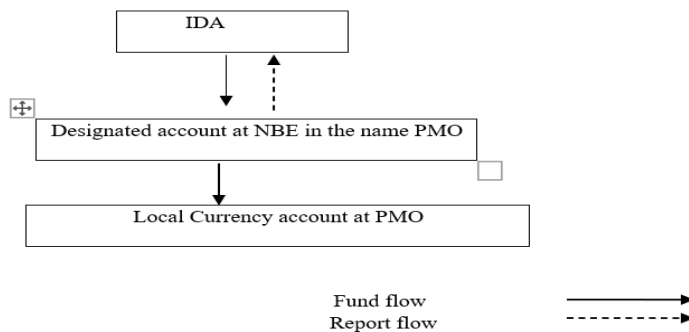 IDA
Designated account at NBE in the name PMO
Local Currency account at PMO
Fund flow
Report flow